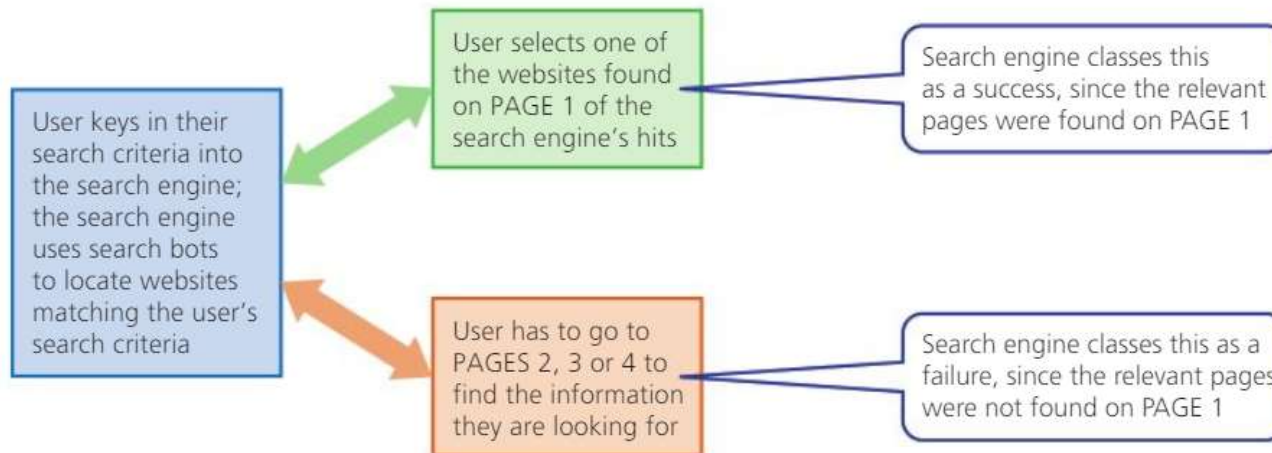 User keys in their
search criteria into
the search engine;
the search engine
uses search bots
to locate websites
matching the user's
search criteria
User selects one of
the websites found
on PAGE 1 of the
search engine's hits
Search engine classes this
as a success, since the relevant
pages were found on PAGE 1
User has to go to
PAGES 2, 3 or 4 to
find the information
they are looking for
Search engine classes this as a
failure, since the relevant pages
were not found on PAGE 1